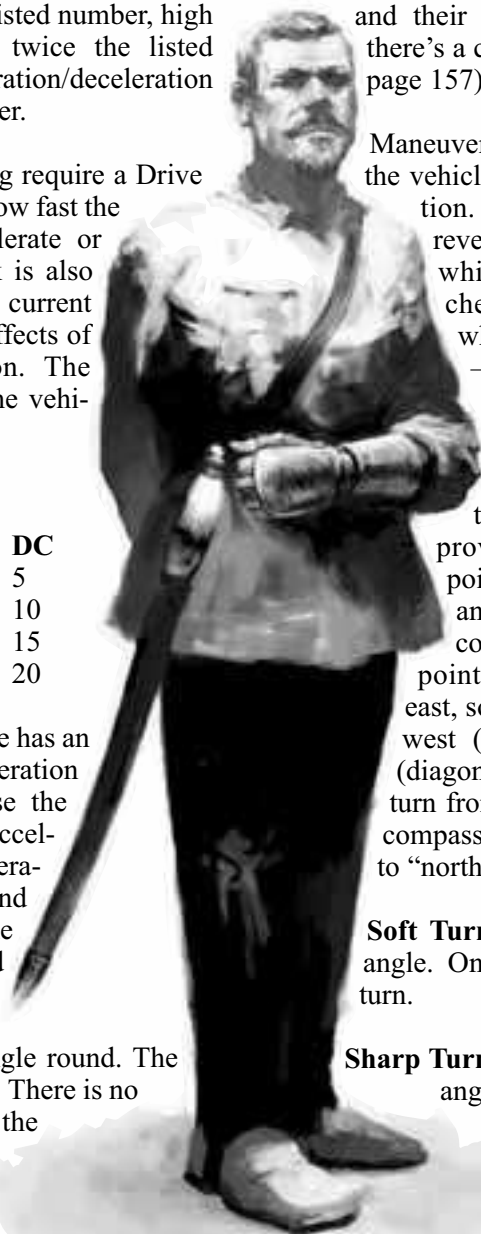 isted number, high
twice the listed
ration/deceleration
er.
g require a Drive
ow fast the
lerate or
is also
current
ffects of
on. The
he vehi-
DC
5
10
15
20
e has an
eration
se the
ccel-
era-
nd
e
d
gle round. The
There is no
the
and their
there's a c
page 157)
Maneuver
the vehicl
tion.
reve
whi
che
wh
–
t
prov
poi
an
co
point
east, so
west (
(diagon
turn fro
compass
to “north
Soft Turn
angle. On
turn.
Sharp Turn
ang